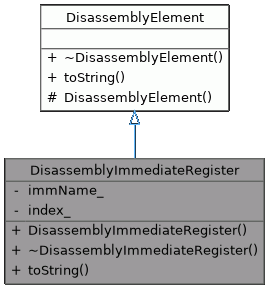 DisassemblyElement
+ ~DisassemblyElement()
+ toString()
# DisassemblyElement()
DisassemblyImmediateRegister
- immName_
- index_
+ DisassemblyImmediateRegister()
+ ~DisassemblyImmediateRegister()
+ toString()